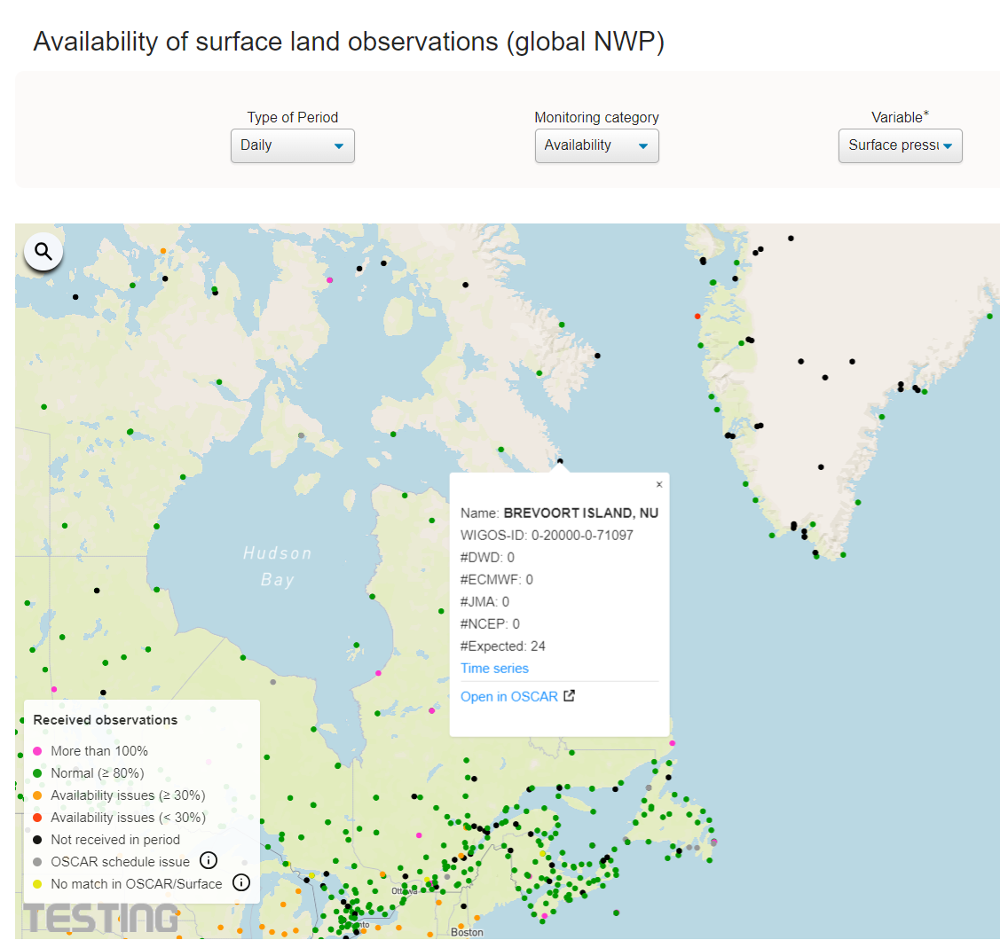 Availability of surface land observations (global NWP)
Type of Period
Monitoring category
Variable*
Daily
Availability
Surface pressu
Hudson
Bay
×
Name: BREVOORT ISLAND, NU
WIGOS-ID: 0-20000-0-71097
#DWD: 0
#ECMWF: 0
#JMA: 0
#NCEP: 0
#Expected: 24
Time series
Open in OSCAR
Received observations
More than 100%
Normal (≥ 80%)
Availability issues (≥ 30%)
Availability issues (< 30%)
Not received in period
OSCAR schedule issue
No match in OSCAR/Surface
Ottawa
TESTING
Boston